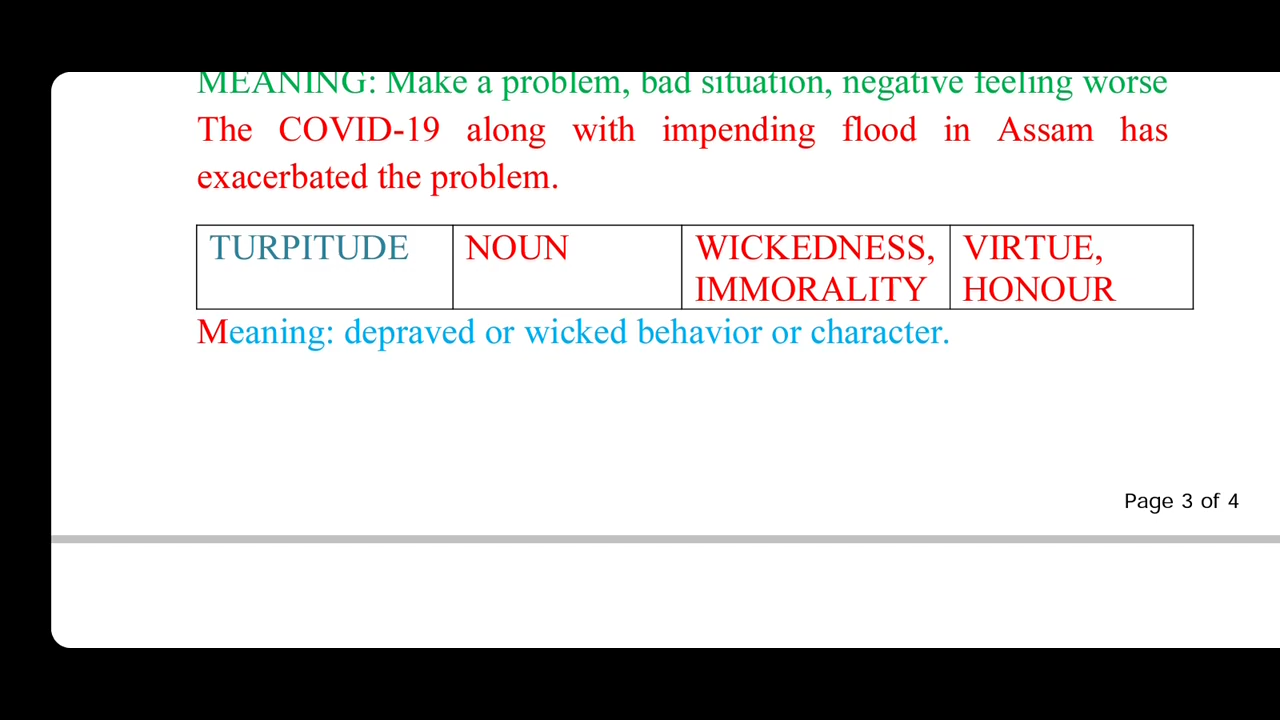 MEANING: Make a problem, bad situation, negative feeling worse
The COVID-19 along with impending flood in Assam has
exacerbated the problem.
TURPITUDE NOUN WICKEDNESS, VIRTUE,
IMMORALITY HONOUR
Meaning: depraved or wicked behavior or character.
Page 3 of 4